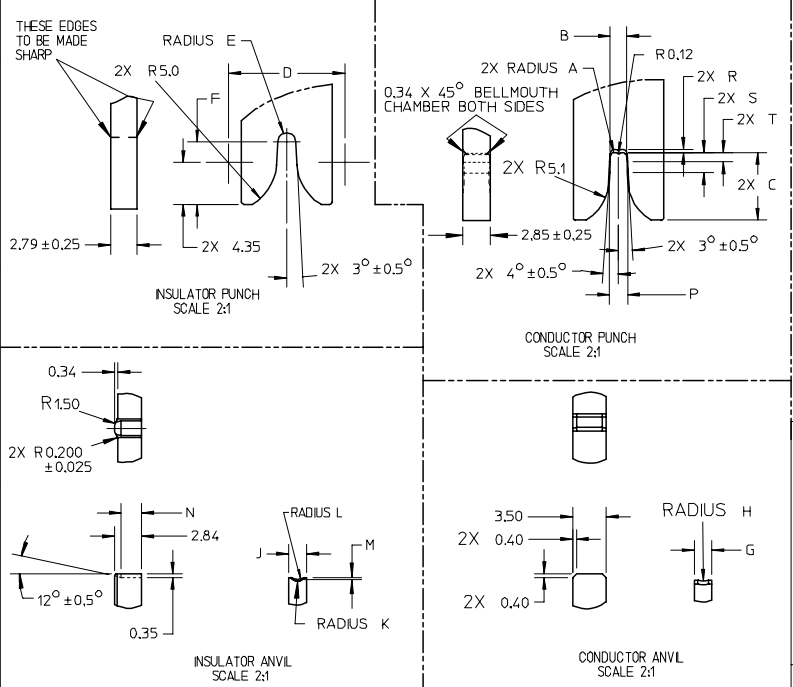 THESE EDGES
TO BE MADE
SHARP
2X R5.0
RADIUS E
D
F
2.79 ±0.25
2X 4.35
2X 3° ±0.5°
INSULATOR PUNCH
SCALE 2:1
B
R0.12
2X RADIUS A
2X R
0.34 X 45° BELLMOUTH
CHAMBER BOTH SIDES
2X S
2X T
2X R5.1
2X C
2.85 ±0.25
2X 3° ±0.5°
2X 4° ±0.5°
P
CONDUCTOR PUNCH
SCALE 2:1
0.34
R1.50
2X R0.200
±0.025
N
2.84
12° ±0.5°
0.35
RADIUS L
J
M
RADIUS K
INSULATOR ANVIL
SCALE 2:1
3.50
2X 0.40
2X 0.40
RADIUS H
G
CONDUCTOR ANVIL
SCALE 2:1